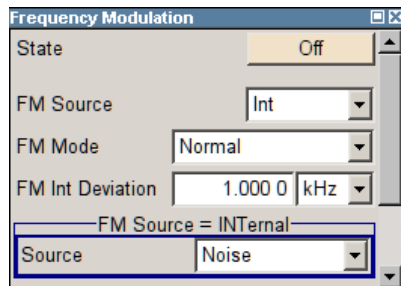 Frequency Modulation
State Off
FM Source Int
FM Mode Normal
FM Int Deviation 1.000 0 kHz
FM Source = INTernal
Source Noise